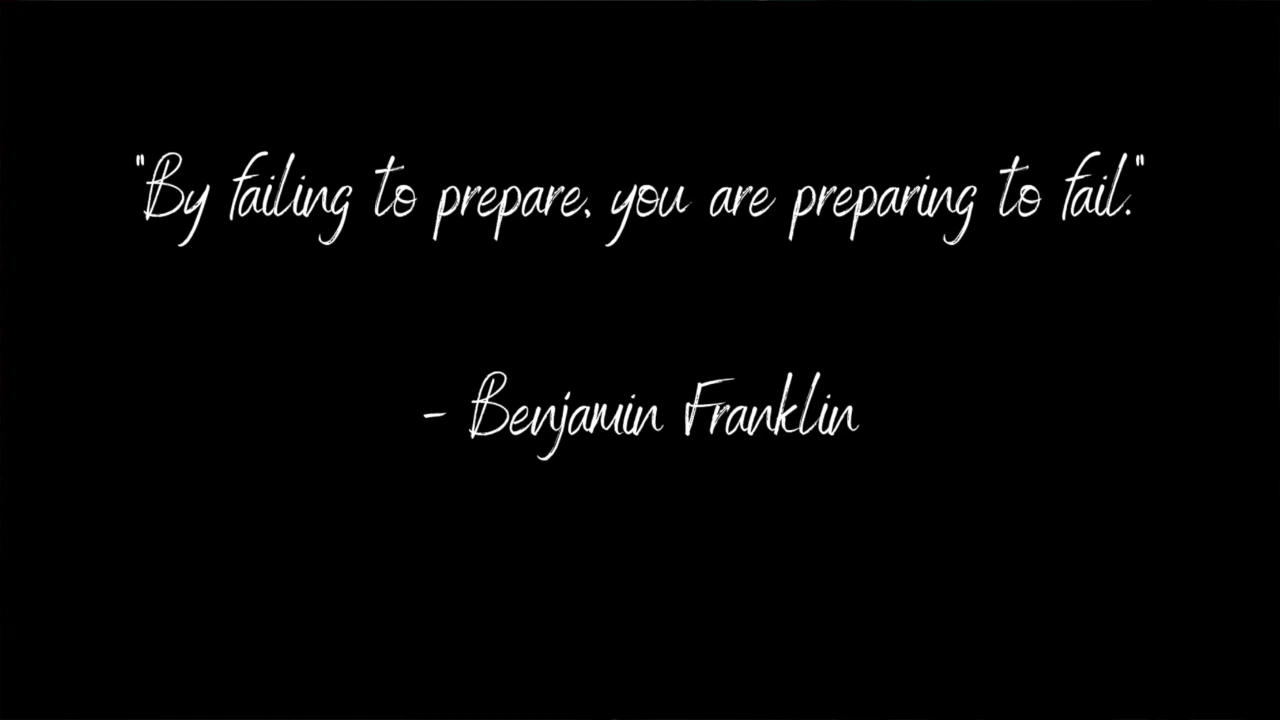 "By failing to prepare, you are preparing to fail."
- Benjamin Franklin